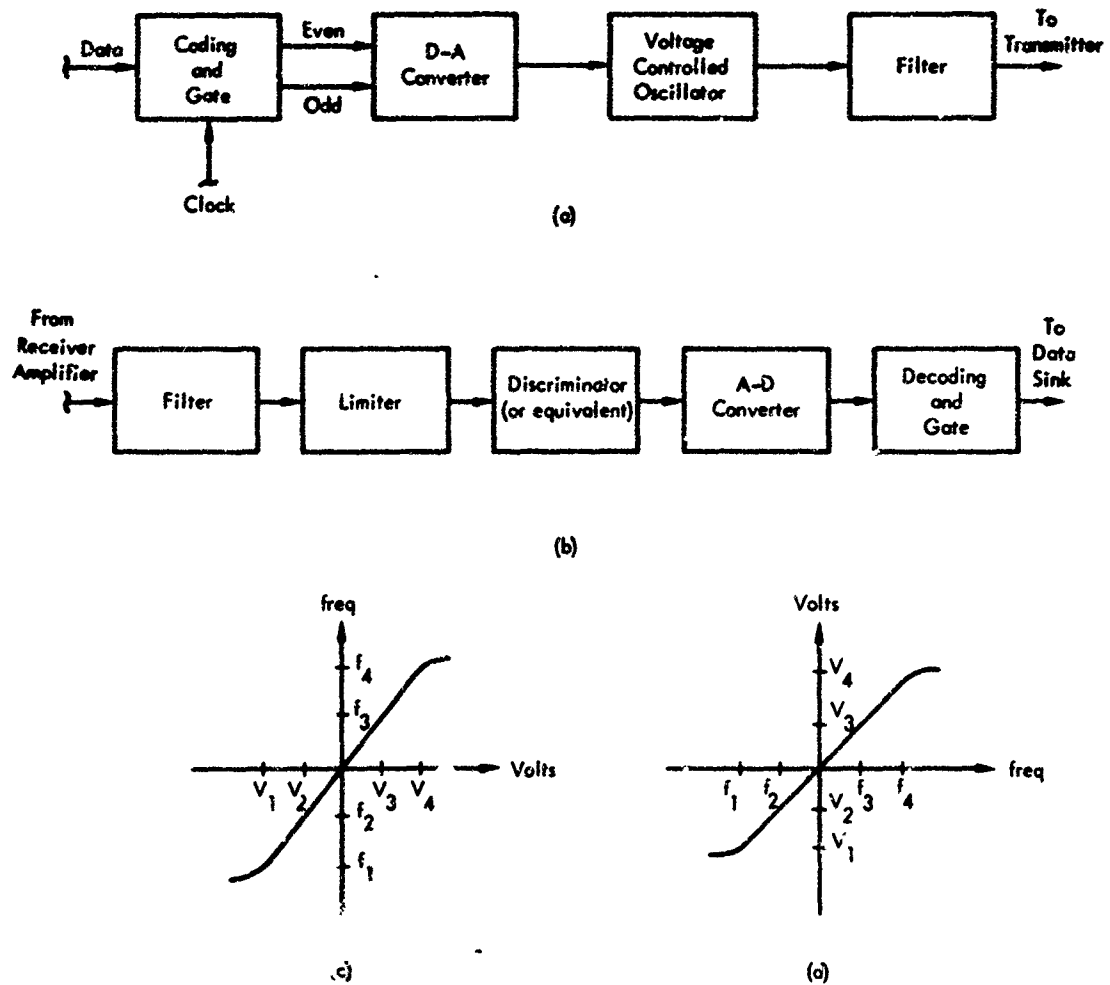 Data
Coding
and
Gate
Even
Odd
Clock
D-A
Converter
Voltage
Controlled
Oscillator
Filter
To
Transmitter
(a)
From
Receiver
Amplifier
Filter
Limiter
Discriminator
(or equivalent)
A-D
Converter
Decoding
and
Gate
To
Data
Sink
(b)
freq
f4
f3
Volts
V1 V2 V3 V4
f2
f1
(c)
Volts
V4
V3
freq
f1 f2 f3 f4
V2
V1
(d)